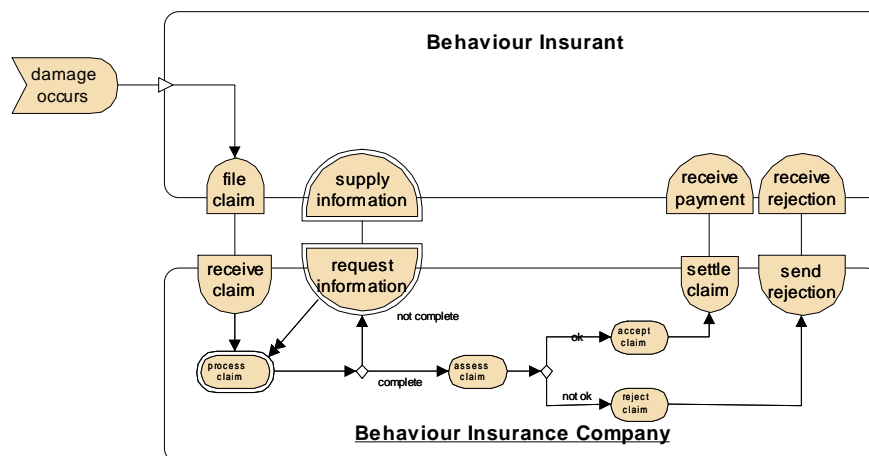 Behaviour Insurant
damage
occurs
file
claim
supply
information
receive
payment
receive
rejection
receive
claim
request
information
settle
claim
send
rejection
not complete
ok
accept
claim
process
claim
complete
assess
claim
not ok
reject
claim
Behaviour Insurance Company